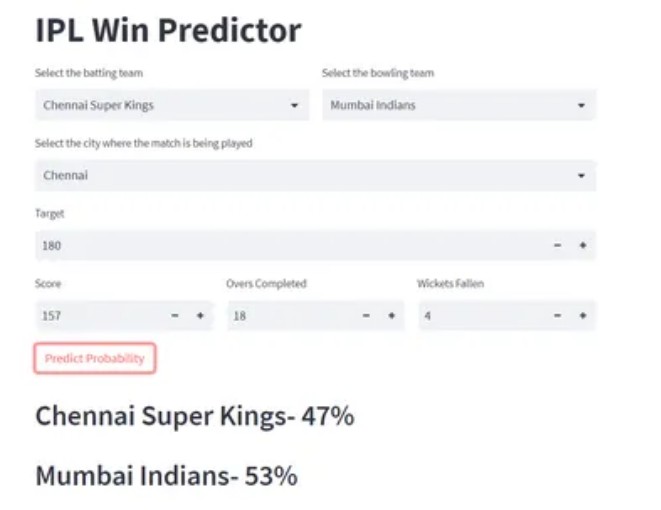 IPL Win Predictor
Select the batting team
Select the bowling team
Chennai Super Kings
Mumbai Indians
Select the city where the match is being played
Chennai
Target
180
Score
Overs Completed
Wickets Fallen
157
18
4
Predict Probability
Chennai Super Kings- 47%
Mumbai Indians- 53%